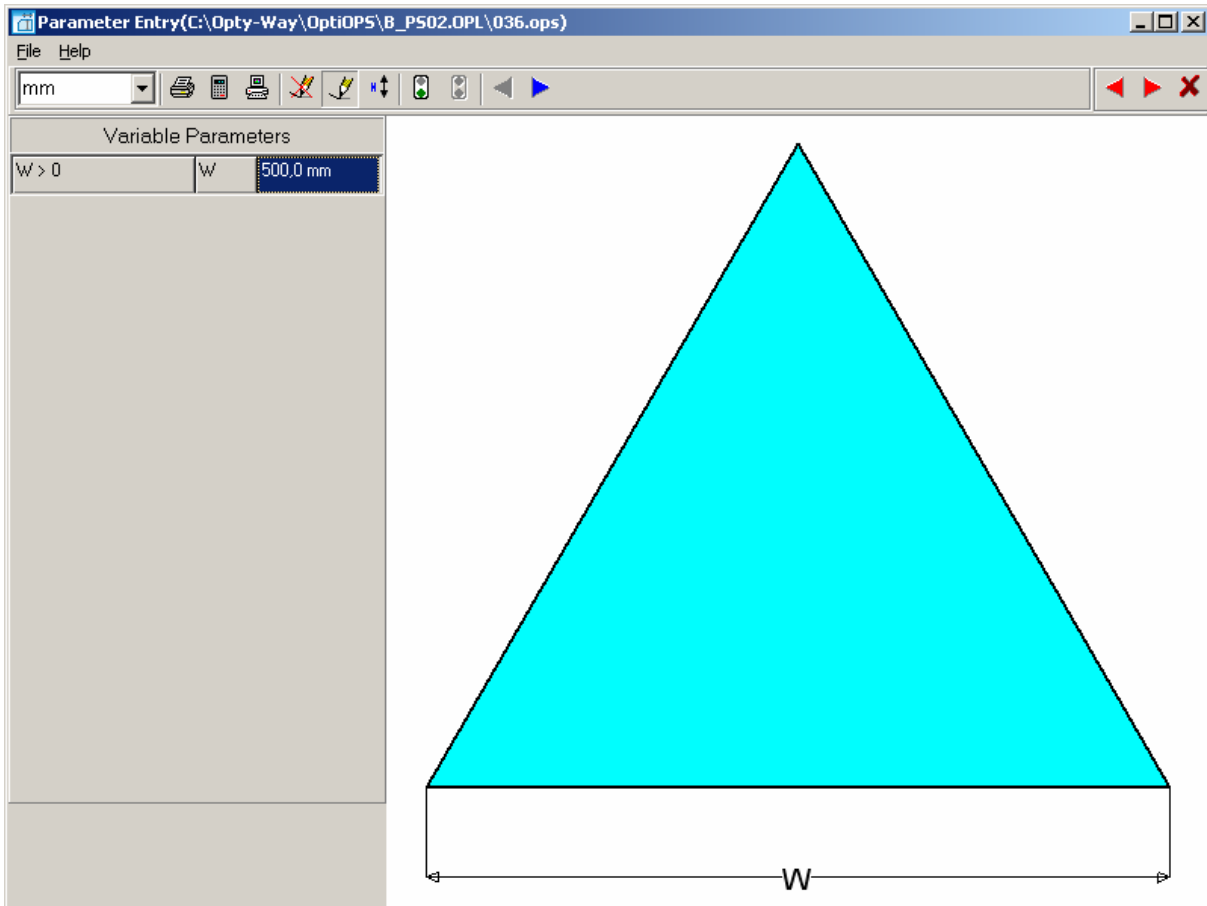 Parameter Entry(C:\Opty-Way\OptiOPS\B_PS02.OPL\036.ops)
File Help
mm H
Variable Parameters
W > 0 W 500,0 mm
W